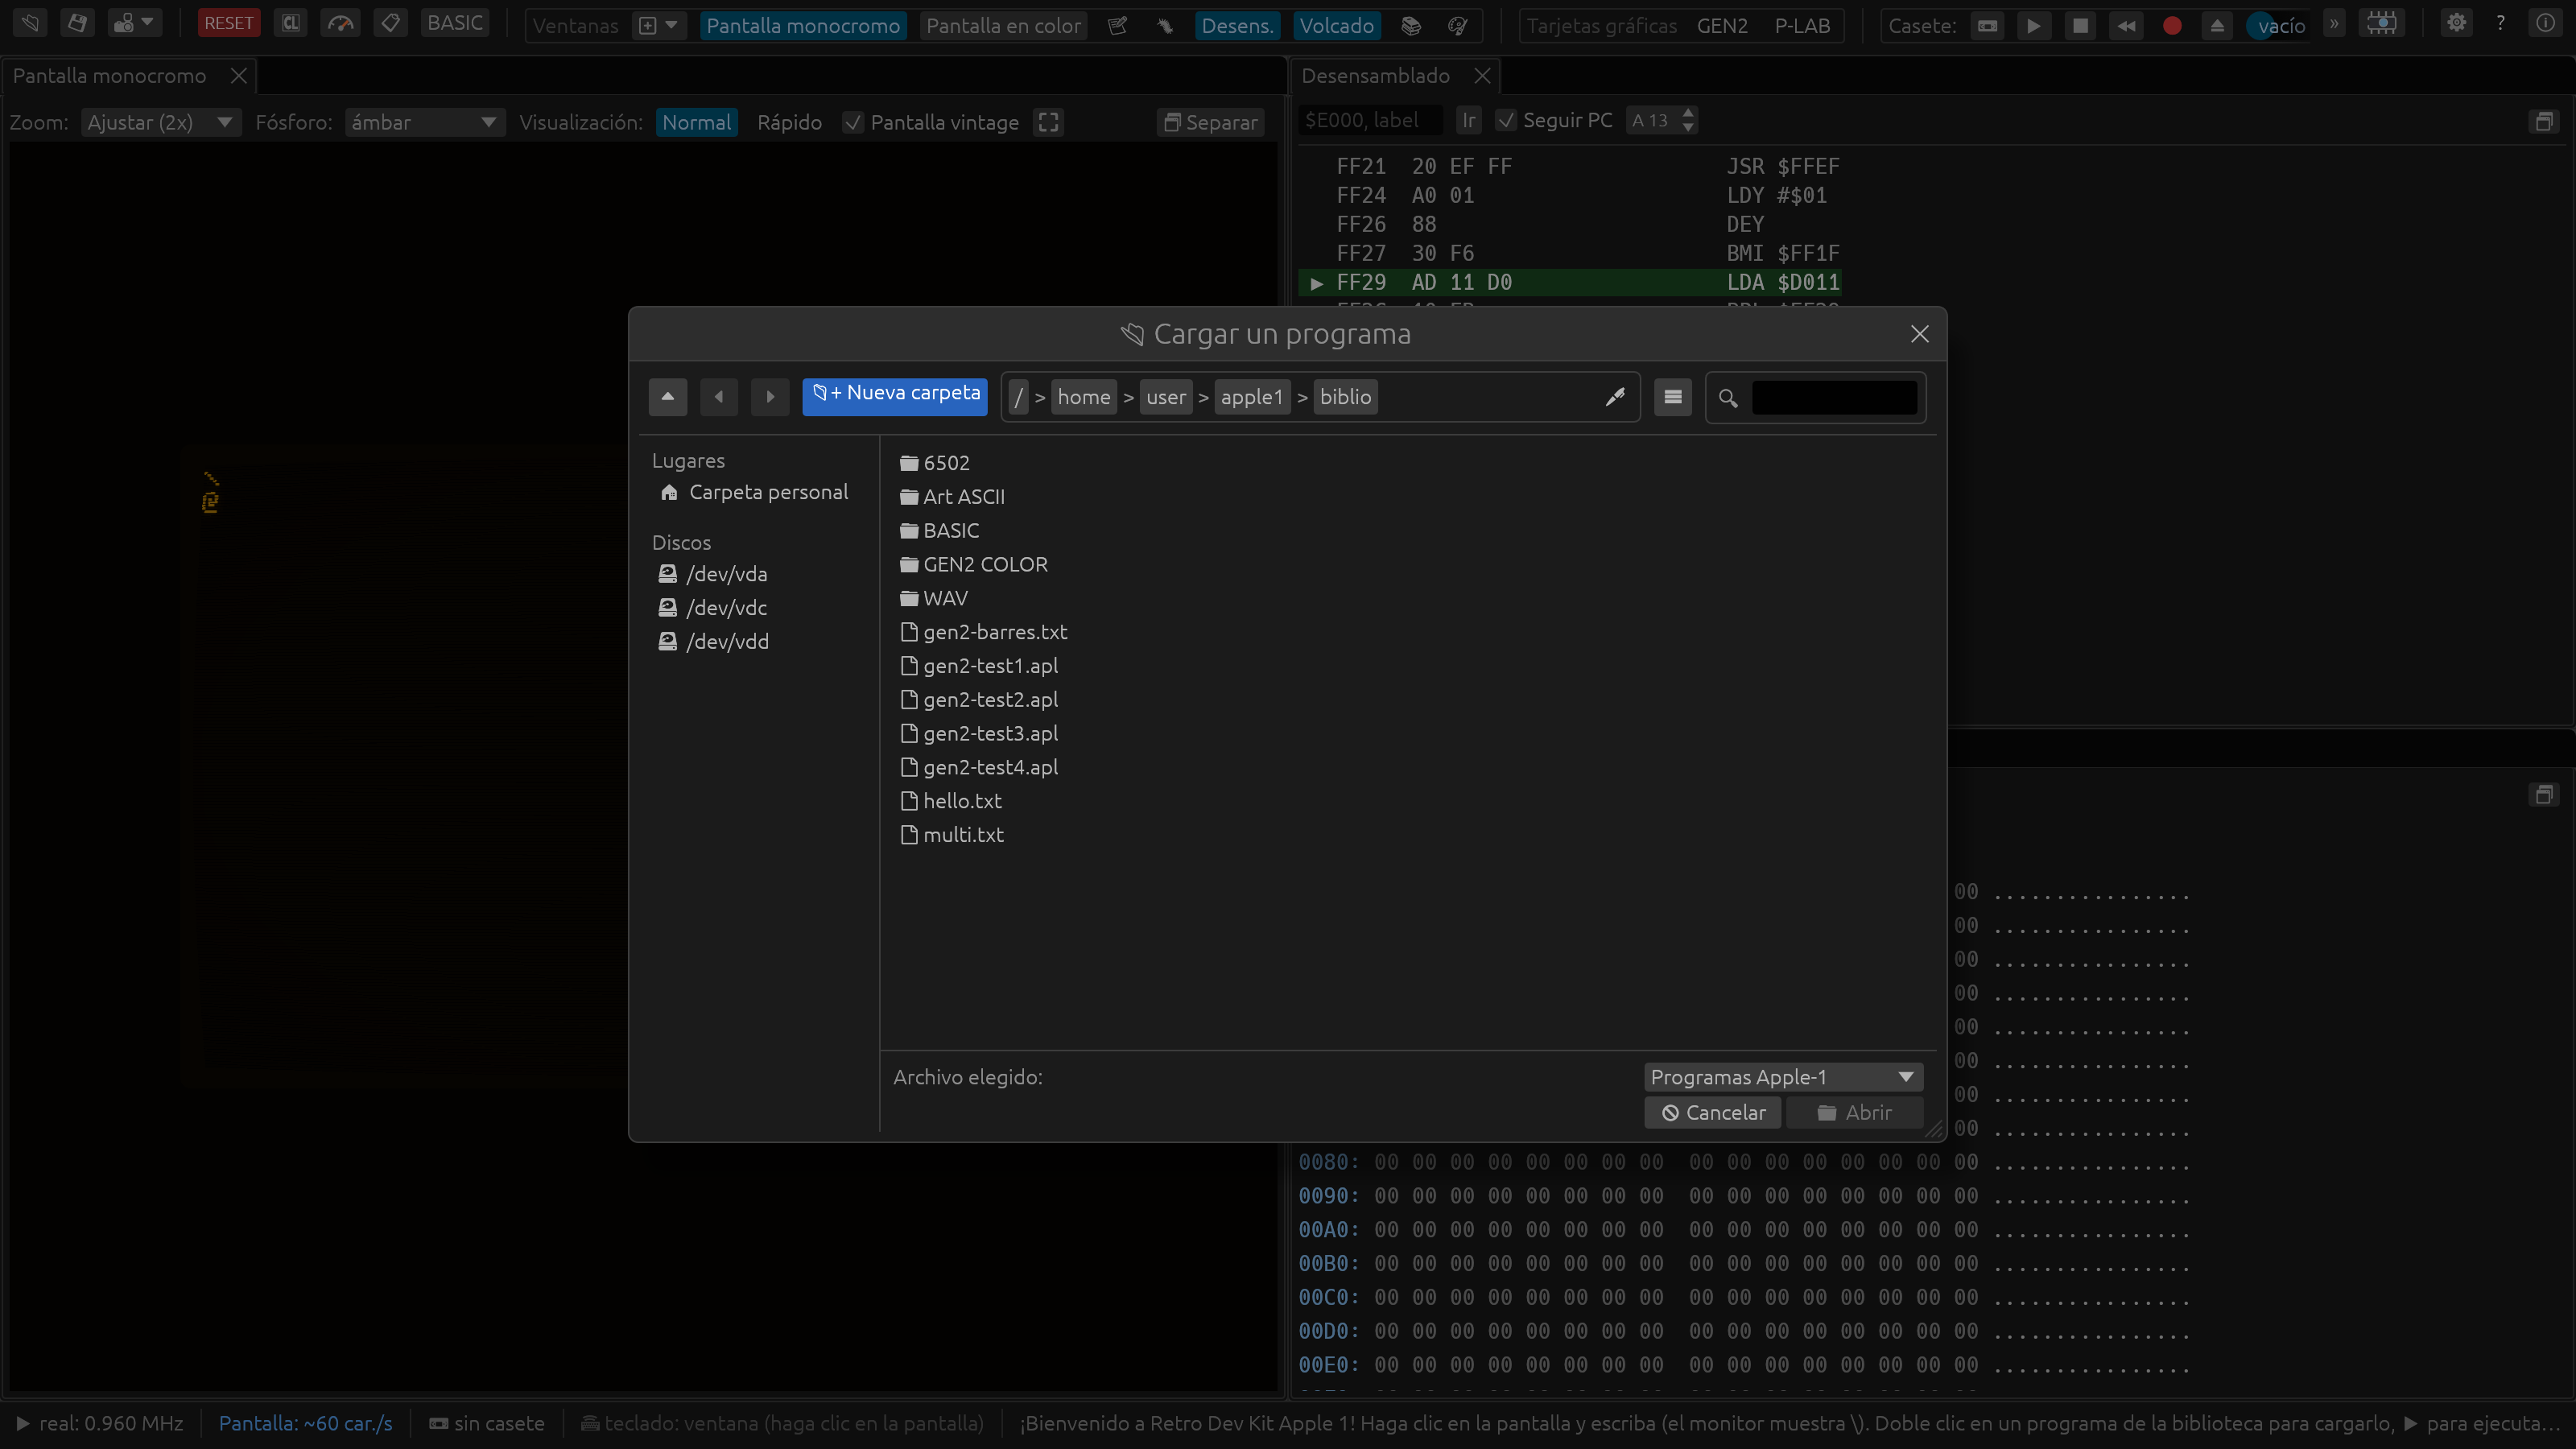 RESET BASIC Ventanas Pantalla monocromo Pantalla en color Desens. Volcado Tarjetas gráficas GEN2 P-LAB Casete: vacío » ?
Pantalla monocromo
Desensamblado
Zoom: Ajustar (2x) Fósforo: ámbar Visualización: Normal Rápido Pantalla vintage Separar
$E000, label Ir Seguir PC A 13
FF21 20 EF FF JSR $FFEF
FF24 A0 01 LDY #$01
FF26 88 DEY
FF27 30 F6 BMI $FF1F
▶ FF29 AD 11 D0 LDA $D011
\
@
Cargar un programa
+ Nueva carpeta / > home > user > apple1 > biblio
Lugares
Carpeta personal
Discos
/dev/vda
/dev/vdc
/dev/vdd
6502
Art ASCII
BASIC
GEN2 COLOR
WAV
gen2-barres.txt
gen2-test1.apl
gen2-test2.apl
gen2-test3.apl
gen2-test4.apl
hello.txt
multi.txt
Archivo elegido: Programas Apple-1
Cancelar Abrir
00 ................
00 ................
00 ................
00 ................
00 ................
00 ................
00 ................
00 ................
0080: 00 00 00 00 00 00 00 00 00 00 00 00 00 00 00 00 ................
0090: 00 00 00 00 00 00 00 00 00 00 00 00 00 00 00 00 ................
00A0: 00 00 00 00 00 00 00 00 00 00 00 00 00 00 00 00 ................
00B0: 00 00 00 00 00 00 00 00 00 00 00 00 00 00 00 00 ................
00C0: 00 00 00 00 00 00 00 00 00 00 00 00 00 00 00 00 ................
00D0: 00 00 00 00 00 00 00 00 00 00 00 00 00 00 00 00 ................
00E0: 00 00 00 00 00 00 00 00 00 00 00 00 00 00 00 00 ................
▶ real: 0.960 MHz Pantalla: ~60 car./s sin casete teclado: ventana (haga clic en la pantalla) ¡Bienvenido a Retro Dev Kit Apple 1! Haga clic en la pantalla y escriba (el monitor muestra \). Doble clic en un programa de la biblioteca para cargarlo, ▶ para ejecuta…